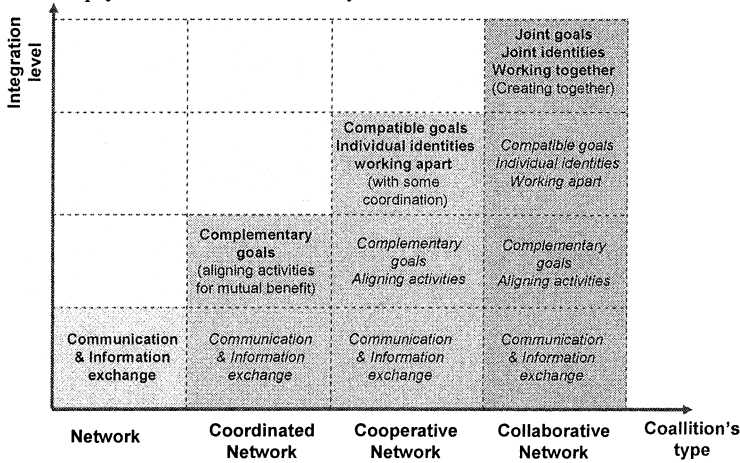 Integration
level
Joint goals
Joint identities
Working together
(Creating together)
Compatible goals
Individual identities
working apart
(with some
coordination)
Compatible goals
Individual identities
Working apart
Complementary
goals
(aligning activities
for mutual benefit)
Complementary
goals
Aligning activities
Complementary
goals
Aligning activities
Communication
& Information
exchange
Communication
& Information
exchange
Communication
& Information
exchange
Communication
& Information
exchange
Network
Coordinated
Network
Cooperative
Network
Collaborative
Network
Coallition's
type